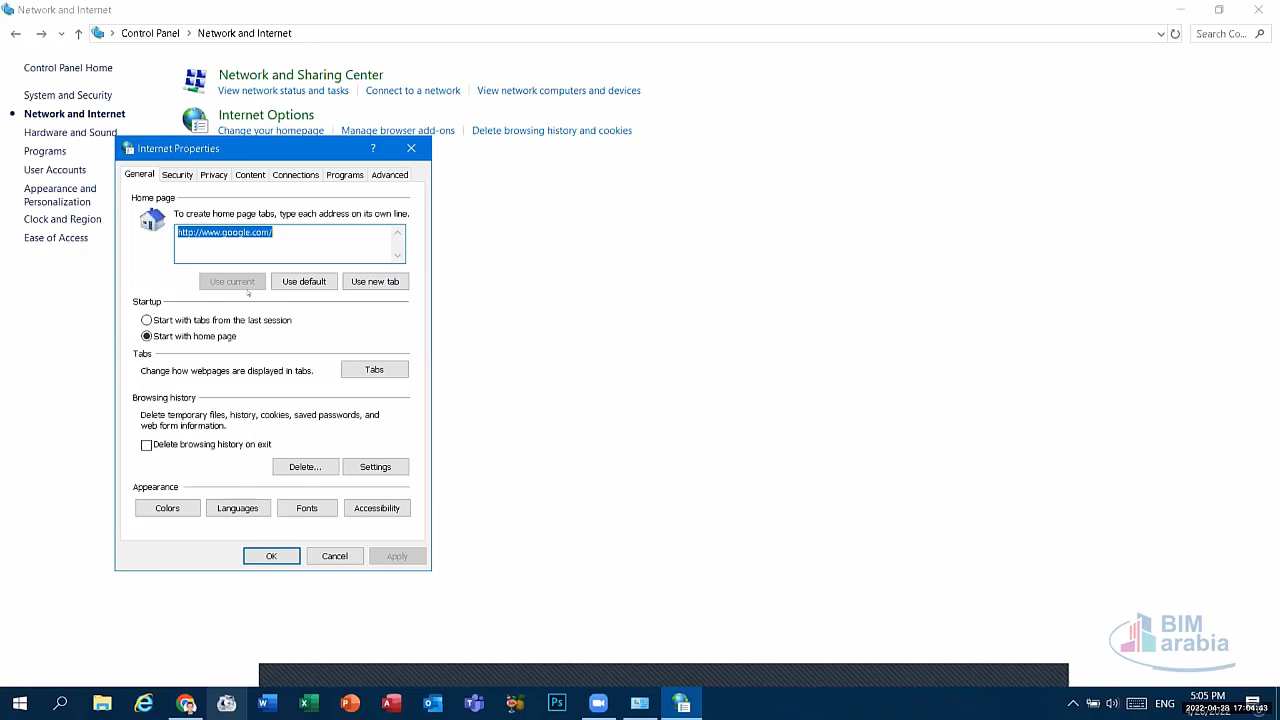 Network and Internet
Control Panel > Network and Internet
Search Co...
Control Panel Home
System and Security
Network and Internet
Hardware and Sound
Programs
User Accounts
Appearance and
Personalization
Clock and Region
Ease of Access
Network and Sharing Center
View network status and tasks
Connect to a network
View network computers and devices
Internet Options
Change your homepage
Manage browser add-ons
Delete browsing history and cookies
Internet Properties
?
General Security Privacy Content Connections Programs Advanced
Home page
To create home page tabs, type each address on its own line.
http://www.google.com/
Use current Use default Use new tab
Startup
Start with tabs from the last session
Start with home page
Tabs
Change how webpages are displayed in tabs. Tabs
Browsing history
Delete temporary files, history, cookies, saved passwords, and
web form information.
Delete browsing history on exit
Delete... Settings
Appearance
Colors Languages Fonts Accessibility
OK Cancel Apply
BIM
arabia
ENG
5:05 PM
2022-04-28 17:04:43